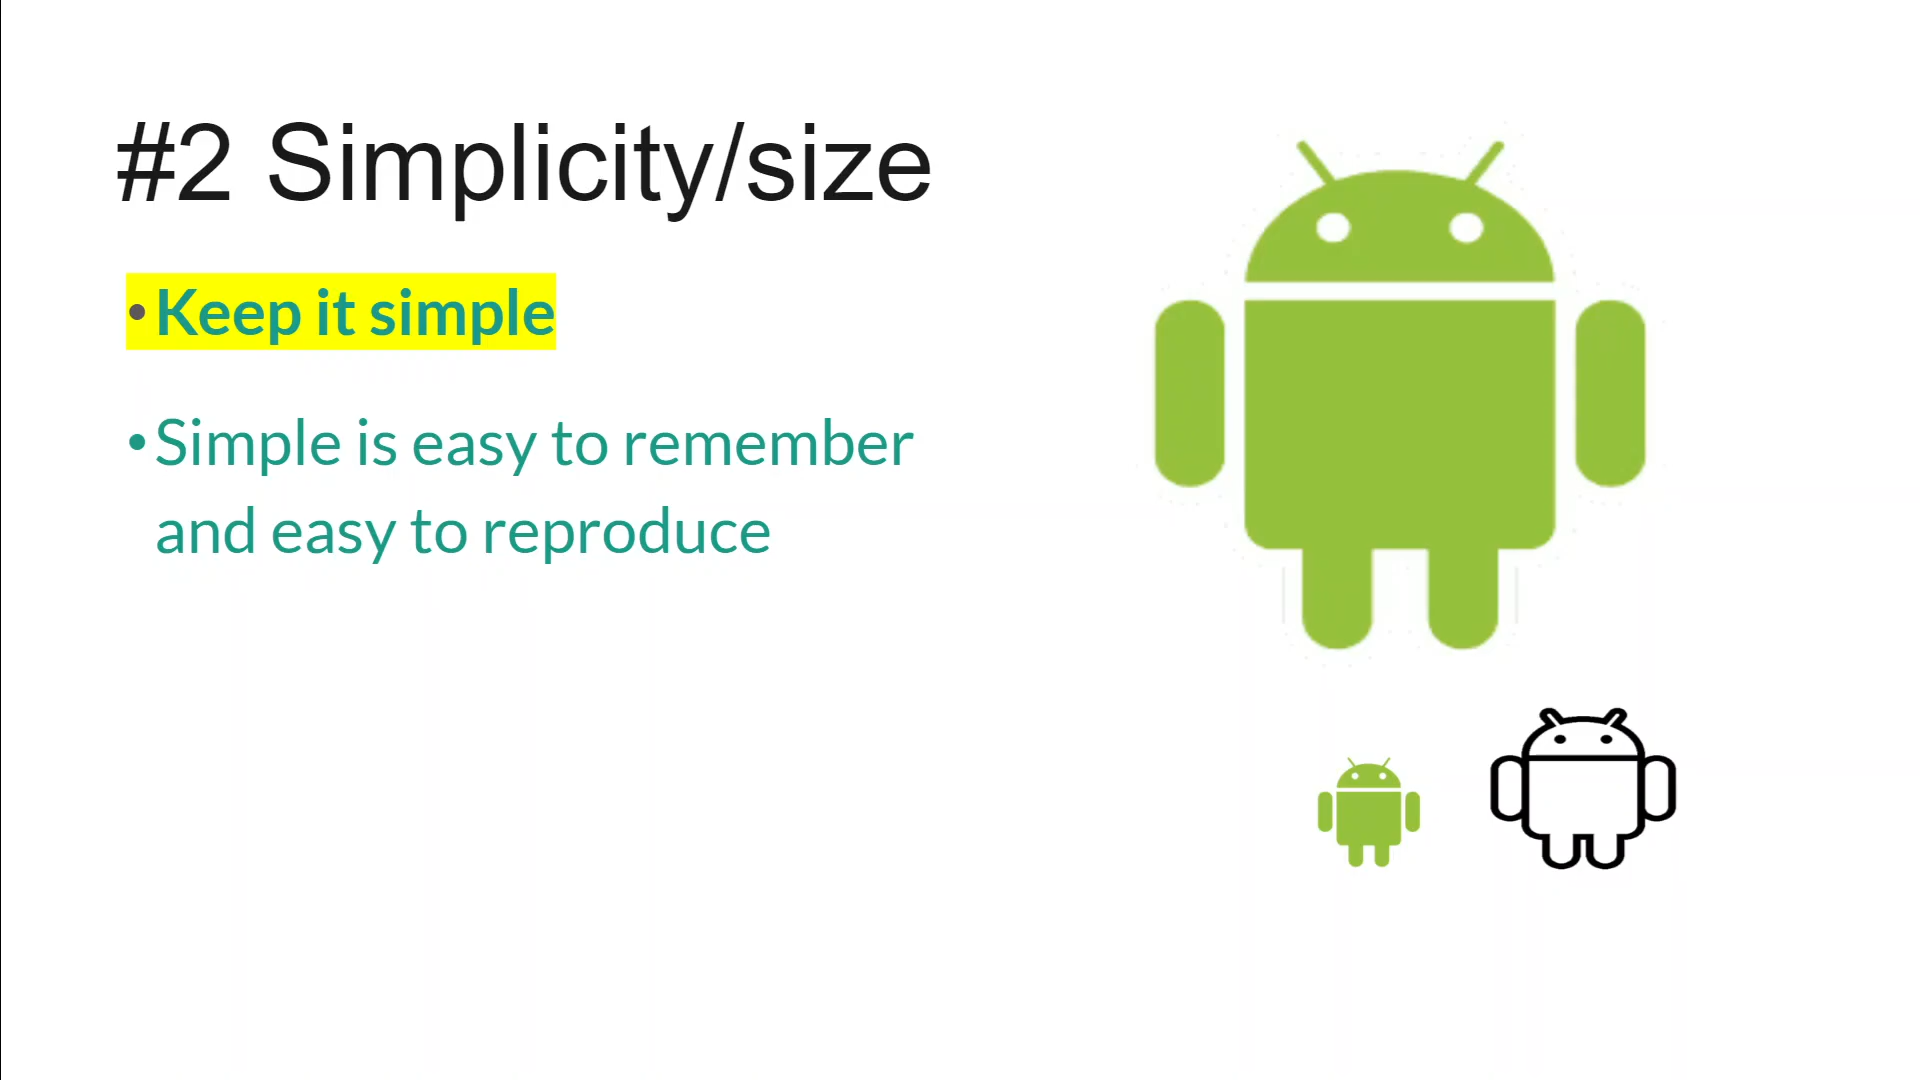 #2 Simplicity/size
• Keep it simple
• Simple is easy to remember
and easy to reproduce